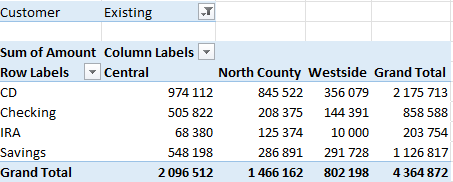 Customer Existing
Sum of Amount Column Labels
Row Labels Central North County Westside Grand Total
CD 974 112 845 522 356 079 2 175 713
Checking 505 822 208 375 144 391 858 588
IRA 68 380 125 374 10 000 203 754
Savings 548 198 286 891 291 728 1 126 817
Grand Total 2 096 512 1 466 162 802 198 4 364 872